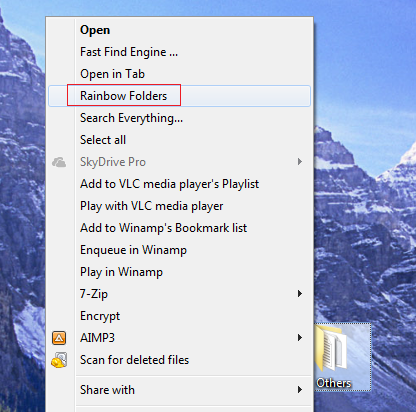 Open
Fast Find Engine ...
Open in Tab
Rainbow Folders
Search Everything...
Select all
SkyDrive Pro
Add to VLC media player's Playlist
Play with VLC media player
Add to Winamp's Bookmark list
Enqueue in Winamp
Play in Winamp
7-Zip
Encrypt
AIMP3
Scan for deleted files
Share with
Others